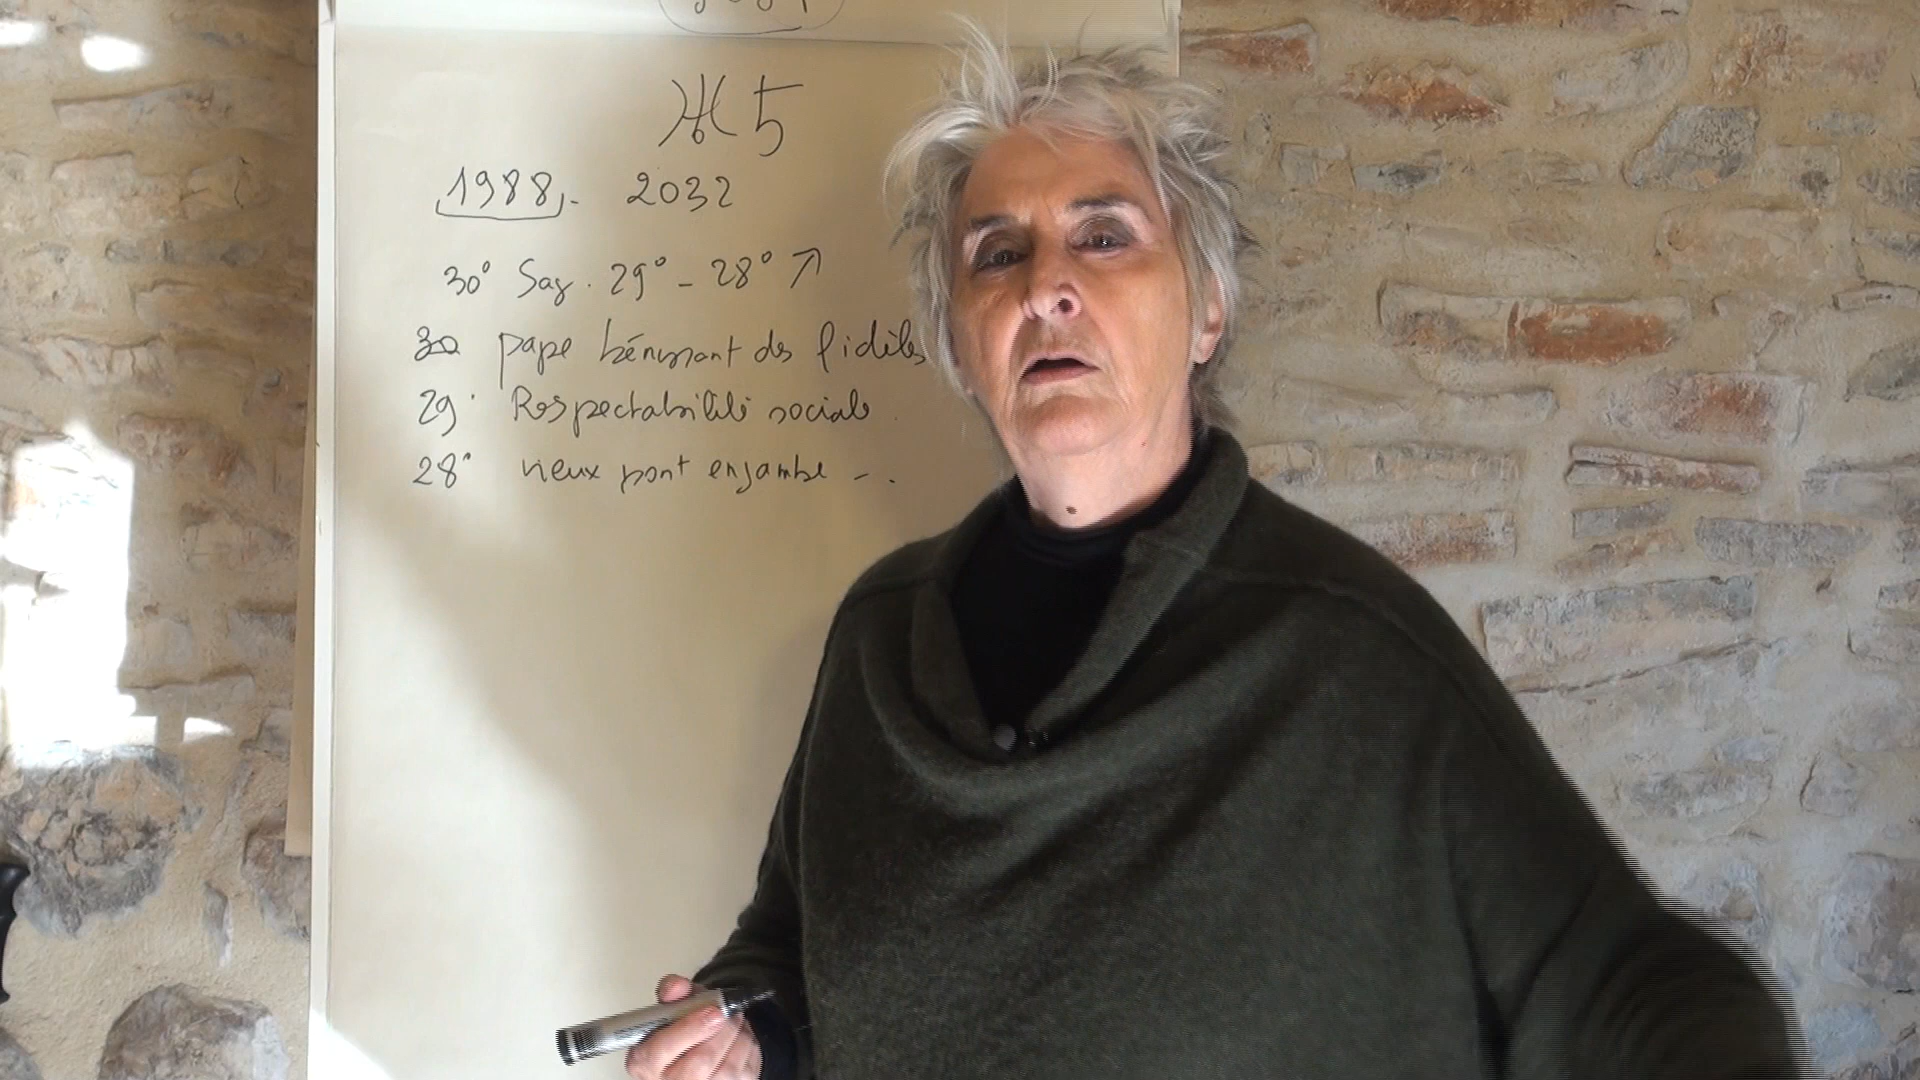 ♅ ♄
1988. - 2032
30° Sag. 29° - 28° ↗
30 pape bénissant des fidèles
29. Respectabilité sociale.
28° vieux pont enjambe - .